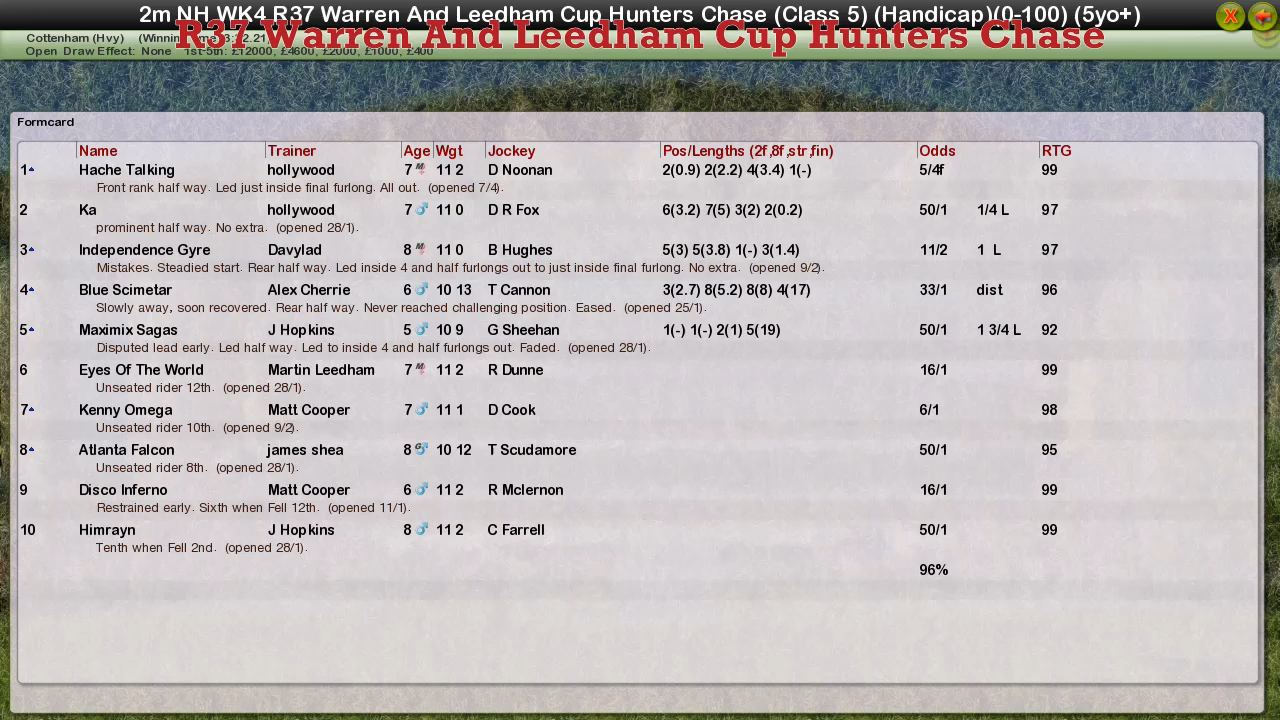 2m NH WK4 R37 Warren And Leedham Cup Hunters Chase (Class 5) (Handicap)(0-100) (5yo+)
R37 Warren And Leedham Cup Hunters Chase
Cottenham (Hvy) (Winning
Open Draw Effect: None 1st-5th: £12000, £4600, £2000, £1000, £400
Formcard
Name Trainer Age Wgt Jockey Pos/Lengths (2f,8f,str,fin) Odds RTG
1 Hache Talking hollywood 7 11 2 D Noonan 2(0.9) 2(2.2) 4(3.4) 1(-) 5/4f 99
Front rank half way. Led just inside final furlong. All out. (opened 7/4).
2 Ka hollywood 7 11 0 D R Fox 6(3.2) 7(5) 3(2) 2(0.2) 50/1 1/4 L 97
prominent half way. No extra. (opened 28/1).
3 Independence Gyre Davylad 8 11 0 B Hughes 5(3) 5(3.8) 1(-) 3(1.4) 11/2 1 L 97
Mistakes. Steadied start. Rear half way. Led inside 4 and half furlongs out to just inside final furlong. No extra. (opened 9/2).
4 Blue Scimetar Alex Cherrie 6 10 13 T Cannon 3(2.7) 8(5.2) 8(8) 4(17) 33/1 dist 96
Slowly away, soon recovered. Rear half way. Never reached challenging position. Eased. (opened 25/1).
5 Maximix Sagas J Hopkins 5 10 9 G Sheehan 1(-) 1(-) 2(1) 5(19) 50/1 1 3/4 L 92
Disputed lead early. Led half way. Led to inside 4 and half furlongs out. Faded. (opened 28/1).
6 Eyes Of The World Martin Leedham 7 11 2 R Dunne 16/1 99
Unseated rider 12th. (opened 28/1).
7 Kenny Omega Matt Cooper 7 11 1 D Cook 6/1 98
Unseated rider 10th. (opened 9/2).
8 Atlanta Falcon james shea 8 10 12 T Scudamore 50/1 95
Unseated rider 8th. (opened 28/1).
9 Disco Inferno Matt Cooper 6 11 2 R Mclernon 16/1 99
Restrained early. Sixth when Fell 12th. (opened 11/1).
10 Himrayn J Hopkins 8 11 2 C Farrell 50/1 99
Tenth when Fell 2nd. (opened 28/1).
96%